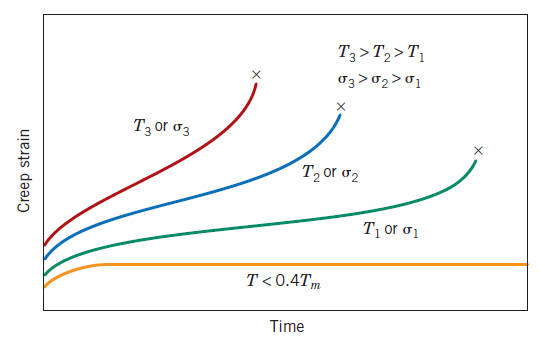 T₃ > T₂ > T₁
σ₃ > σ₂ > σ₁
T₃ or σ₃
T₂ or σ₂
T₁ or σ₁
T < 0.4Tₘ
Creep strain
Time